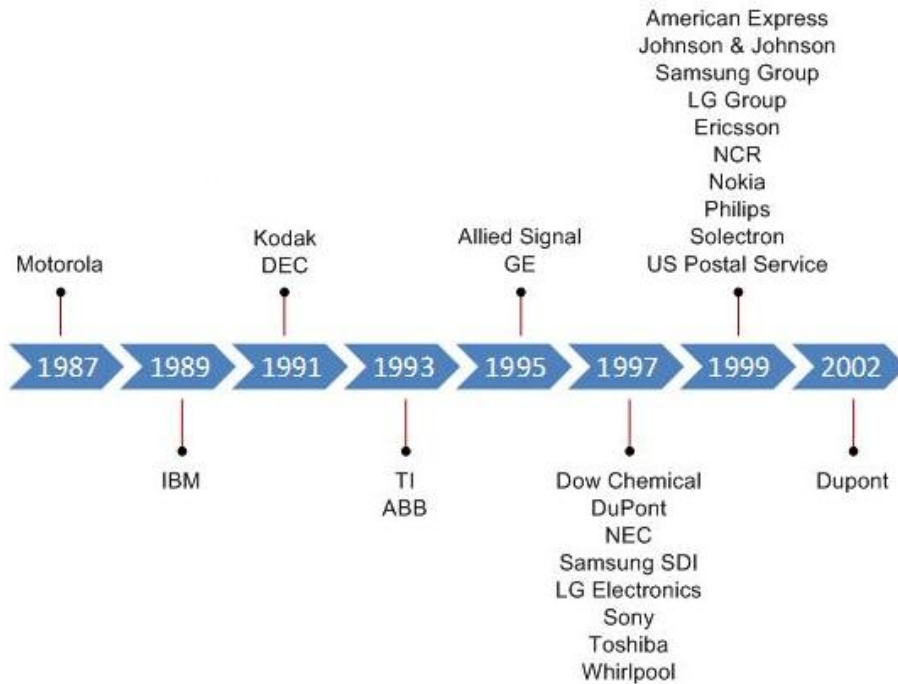 American Express
Johnson & Johnson
Samsung Group
LG Group
Ericsson
NCR
Nokia
Philips
Solectron
US Postal Service
Kodak
DEC
Allied Signal
GE
Motorola
1987
1989
1991
1993
1995
1997
1999
2002
IBM
TI
ABB
Dow Chemical
DuPont
NEC
Samsung SDI
LG Electronics
Sony
Toshiba
Whirlpool
Dupont